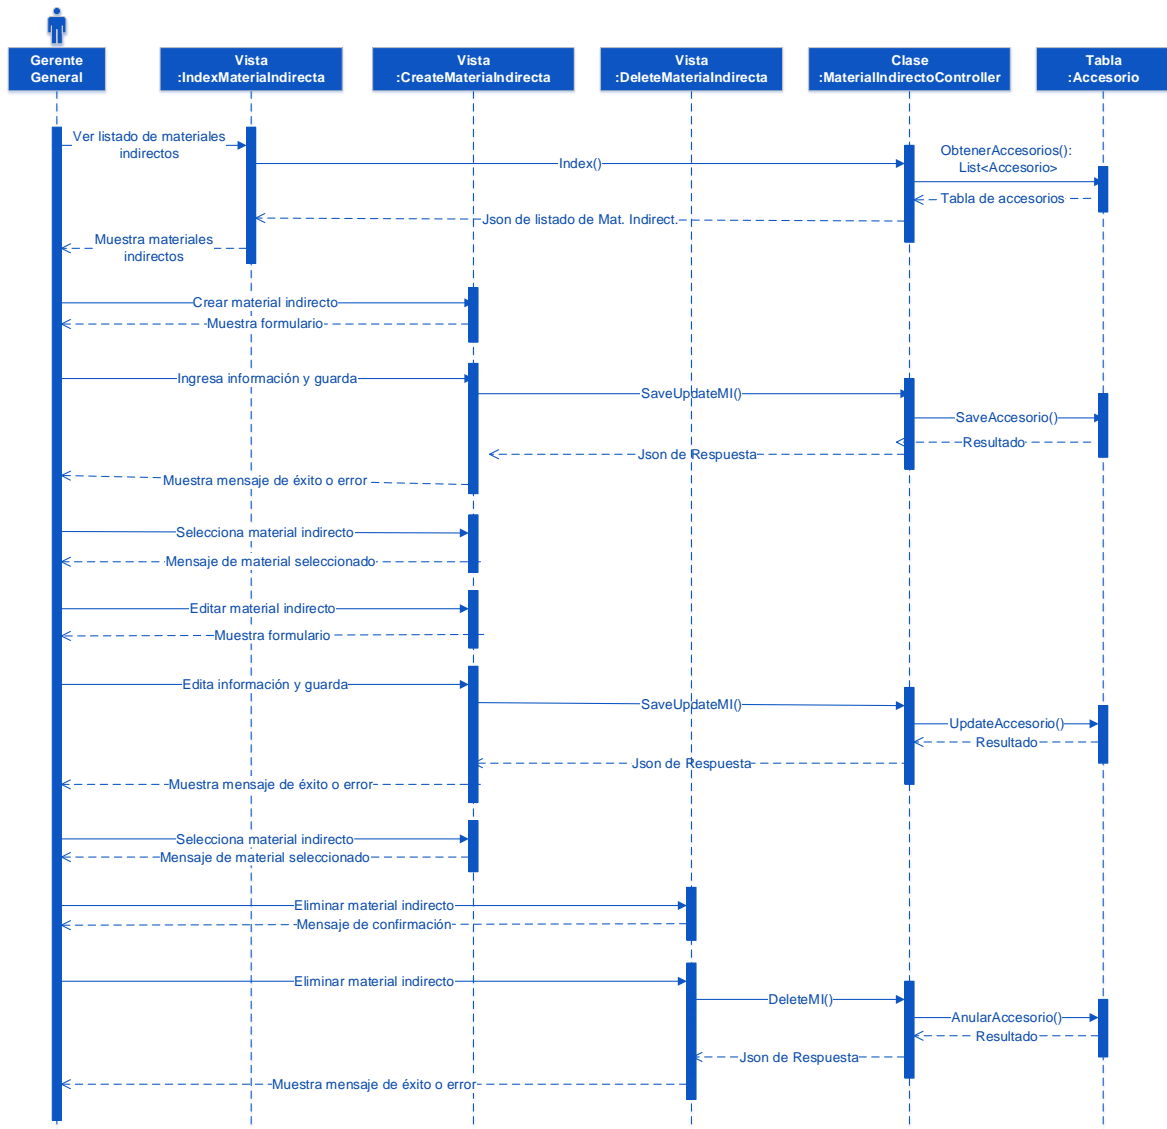 Gerente
General
Vista
:IndexMateriaIndirecta
Vista
:CreateMateriaIndirecta
Vista
:DeleteMateriaIndirecta
Clase
:MaterialIndirectoController
Tabla
:Accesorio
Ver listado de materiales
indirectos
Index()
ObtenerAccesorios():
List<Accesorio>
Tabla de accesorios
Json de listado de Mat. Indirect.
Muestra materiales
indirectos
Crear material indirecto
Muestra formulario
Ingresa información y guarda
SaveUpdateMI()
SaveAccesorio()
Resultado
Json de Respuesta
Muestra mensaje de éxito o error
Selecciona material indirecto
Mensaje de material seleccionado
Editar material indirecto
Muestra formulario
Edita información y guarda
SaveUpdateMI()
UpdateAccesorio()
Resultado
Json de Respuesta
Muestra mensaje de éxito o error
Selecciona material indirecto
Mensaje de material seleccionado
Eliminar material indirecto
Mensaje de confirmación
Eliminar material indirecto
DeleteMI()
AnularAccesorio()
Resultado
Json de Respuesta
Muestra mensaje de éxito o error